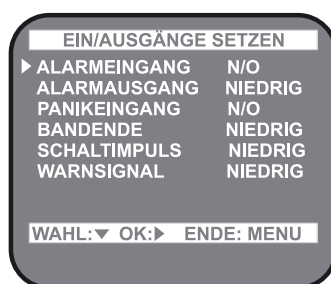 EIN/AUSGÄNGE SETZEN
▶ ALARMEINGANG N/O
ALARMAUSGANG NIEDRIG
PANIKEINGANG N/O
BANDENDE NIEDRIG
SCHALTIMPULS NIEDRIG
WARNSIGNAL NIEDRIG
WAHL:▼ OK:▶ ENDE: MENU